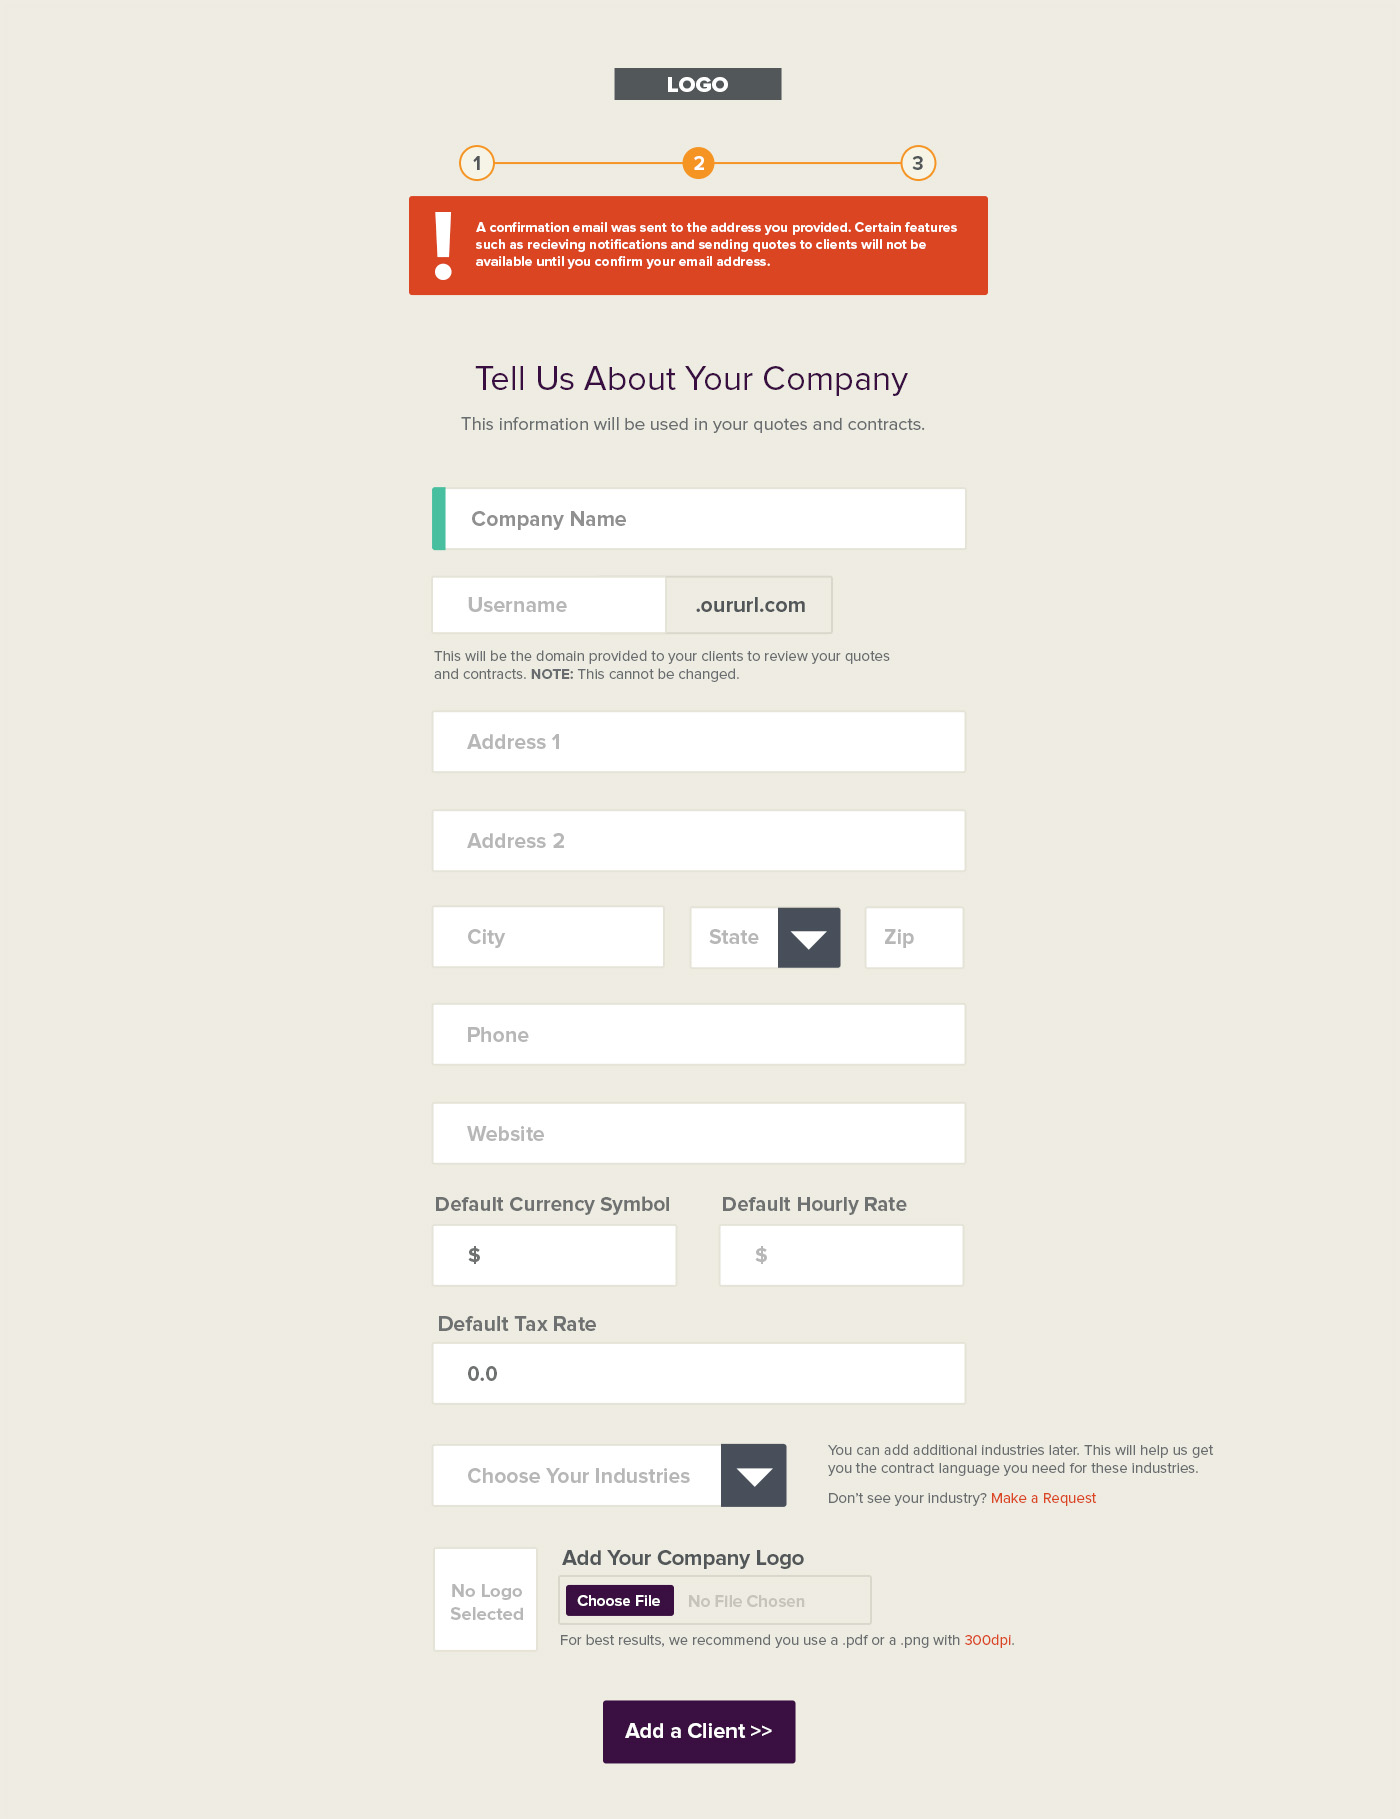 LOGO
1 2 3
!
A confirmation email was sent to the address you provided. Certain features
such as recieving notifications and sending quotes to clients will not be
available until you confirm your email address.
Tell Us About Your Company
This information will be used in your quotes and contracts.
Company Name
Username .oururl.com
This will be the domain provided to your clients to review your quotes
and contracts. NOTE: This cannot be changed.
Address 1
Address 2
City State Zip
Phone
Website
Default Currency Symbol Default Hourly Rate
$ $
Default Tax Rate
0.0
Choose Your Industries
You can add additional industries later. This will help us get
you the contract language you need for these industries.
Don't see your industry? Make a Request
No Logo
Selected
Add Your Company Logo
Choose File No File Chosen
For best results, we recommend you use a .pdf or a .png with 300dpi.
Add a Client >>